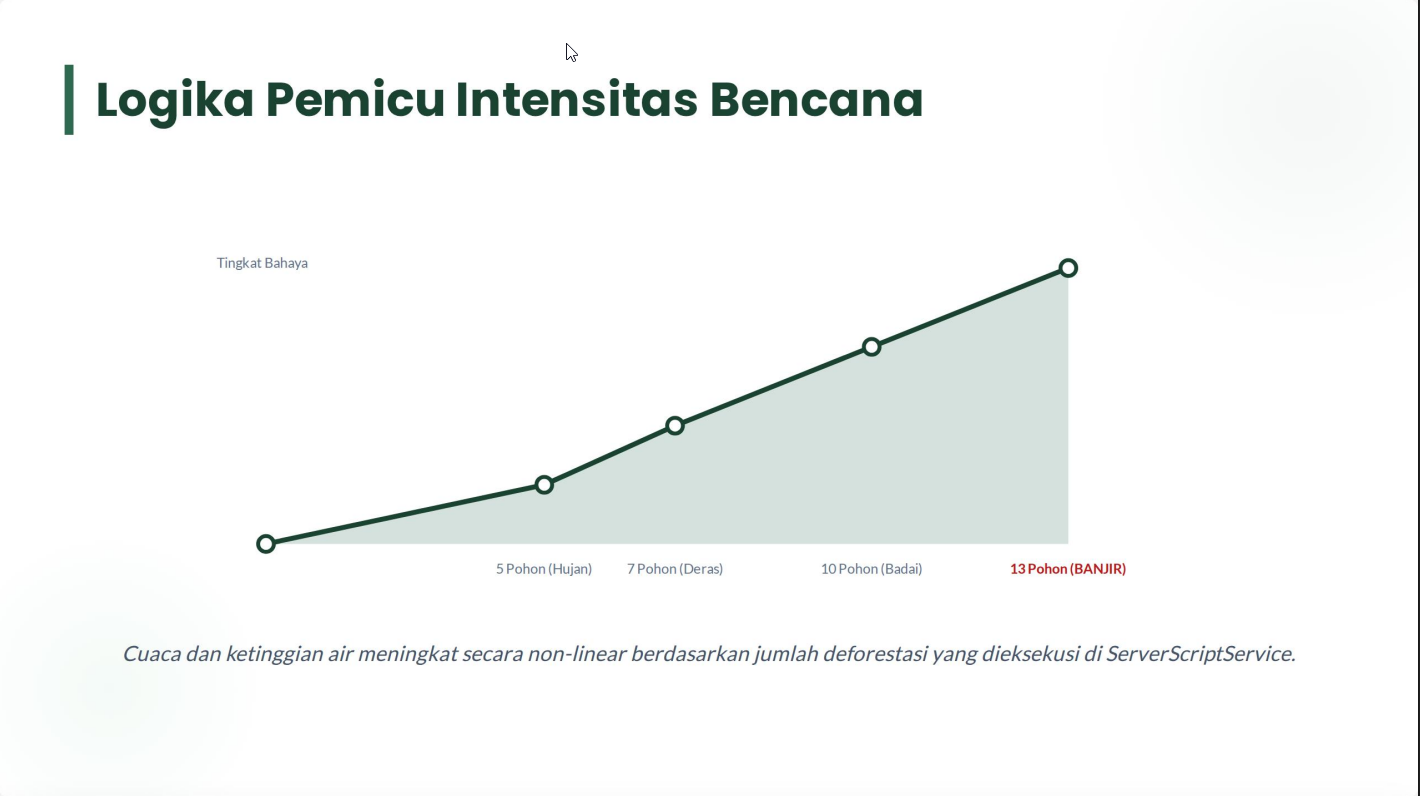 Logika Pemicu Intensitas Bencana
Tingkat Bahaya
5 Pohon (Hujan)
7 Pohon (Deras)
10 Pohon (Badai)
13 Pohon (BANJIR)
Cuaca dan ketinggian air meningkat secara non-linear berdasarkan jumlah deforestasi yang dieksekusi di ServerScriptService.